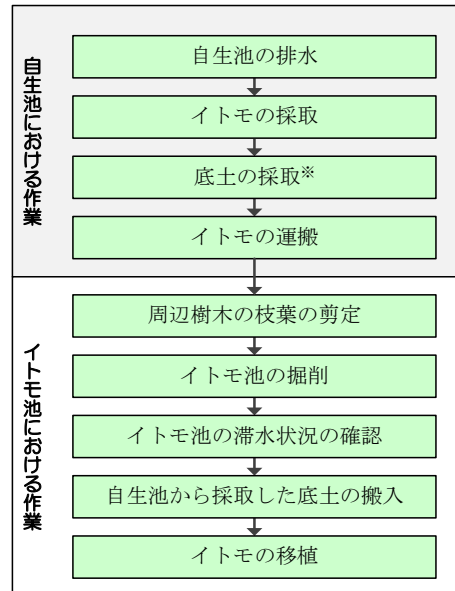 自生池における作業
自生池の排水
イトモの採取
底土の採取※
イトモの運搬
イトモ池における作業
周辺樹木の枝葉の剪定
イトモ池の掘削
イトモ池の滞水状況の確認
自生池から採取した底土の搬入
イトモの移植